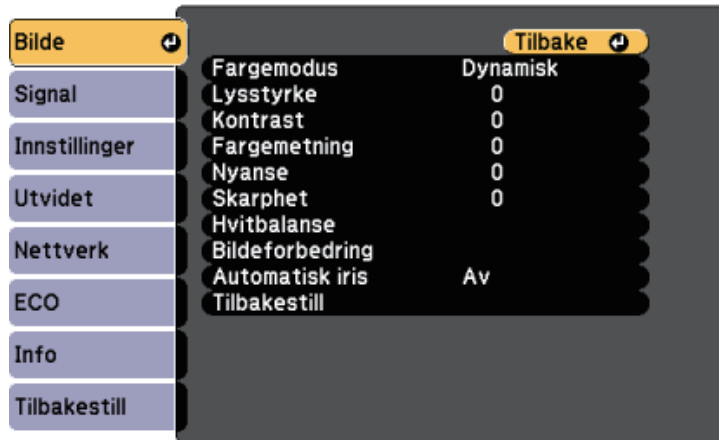 Bilde
Signal
Innstillinger
Utvidet
Nettverk
ECO
Info
Tilbakestill
Tilbake
Fargemodus Dynamisk
Lysstyrke 0
Kontrast 0
Fargemetning 0
Nyanse 0
Skarphet 0
Hvitbalanse
Bildeforbedring
Automatisk iris Av
Tilbakestill